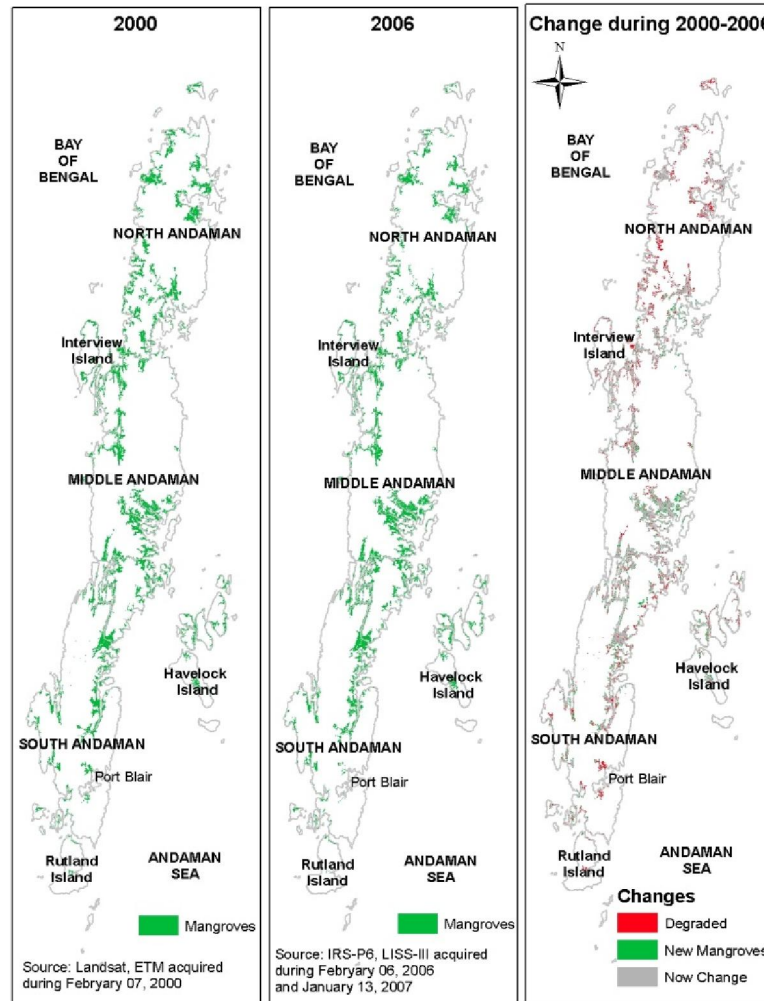 2000
BAY
OF
BENGAL
NORTH ANDAMAN
Interview
Island
MIDDLE ANDAMAN
Havelock
Island
SOUTH ANDAMAN
Port Blair
Rutland
Island
ANDAMAN
SEA
Mangroves
Source: Landsat, ETM acquired
during February 07, 2000
2006
BAY
OF
BENGAL
NORTH ANDAMAN
Interview
Island
MIDDLE ANDAMAN
Havelock
Island
SOUTH ANDAMAN
Port Blair
Rutland
Island
ANDAMAN
SEA
Mangroves
Source: IRS-P6, LISS-III acquired
during February 06, 2006
and January 13, 2007
Change during 2000-2006
N
BAY
OF
BENGAL
NORTH ANDAMAN
Interview
Island
MIDDLE ANDAMAN
Havelock
Island
SOUTH ANDAMAN
Port Blair
Rutland
Island
ANDAMAN
SEA
Changes
Degraded
New Mangroves
Now Change